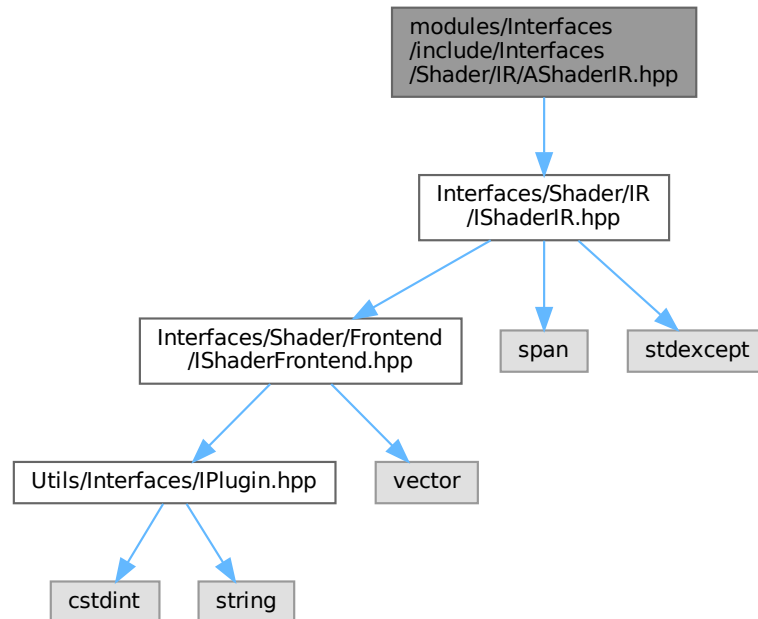 modules/Interfaces
/include/Interfaces
/Shader/IR/AShaderIR.hpp
Interfaces/Shader/IR
/IShaderIR.hpp
Interfaces/Shader/Frontend
/IShaderFrontend.hpp
span
stdexcept
Utils/Interfaces/IPlugin.hpp
vector
cstdint
string